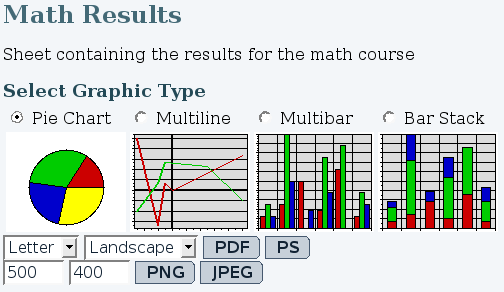 Math Results
Sheet containing the results for the math course
Select Graphic Type
Pie Chart Multiline Multibar Bar Stack
Letter Landscape PDF PS
500 400 PNG JPEG